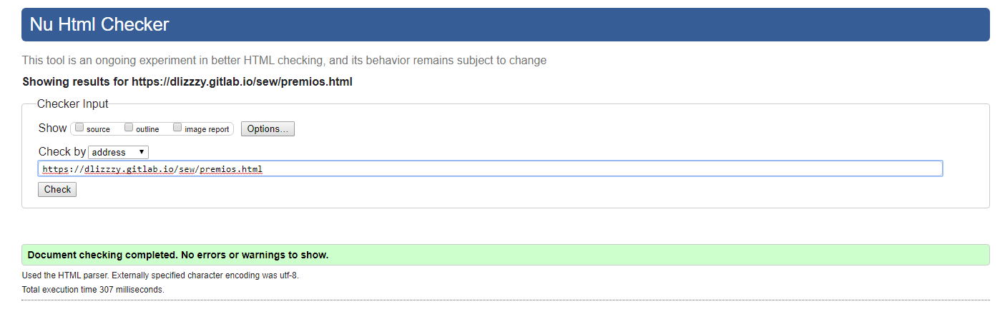 Nu Html Checker
This tool is an ongoing experiment in better HTML checking, and its behavior remains subject to change
Showing results for https://dlizzzy.gitlab.io/sew/premios.html
Checker Input
Show source outline image report Options...
Check by address
https://dlizzzy.gitlab.io/sew/premios.html
Check
Document checking completed. No errors or warnings to show.
Used the HTML parser. Externally specified character encoding was utf-8.
Total execution time 307 milliseconds.